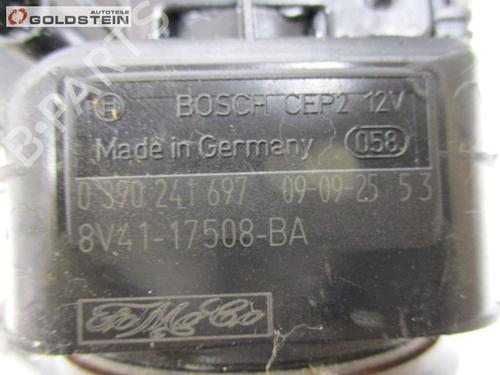 AUTOTEILE
GOLDSTEIN
B-PARTS
BOSCH CEP2 12V
Made in Germany 058
0 390 241 697 09-09-25 53
8V41-17508-BA
FoMoCo